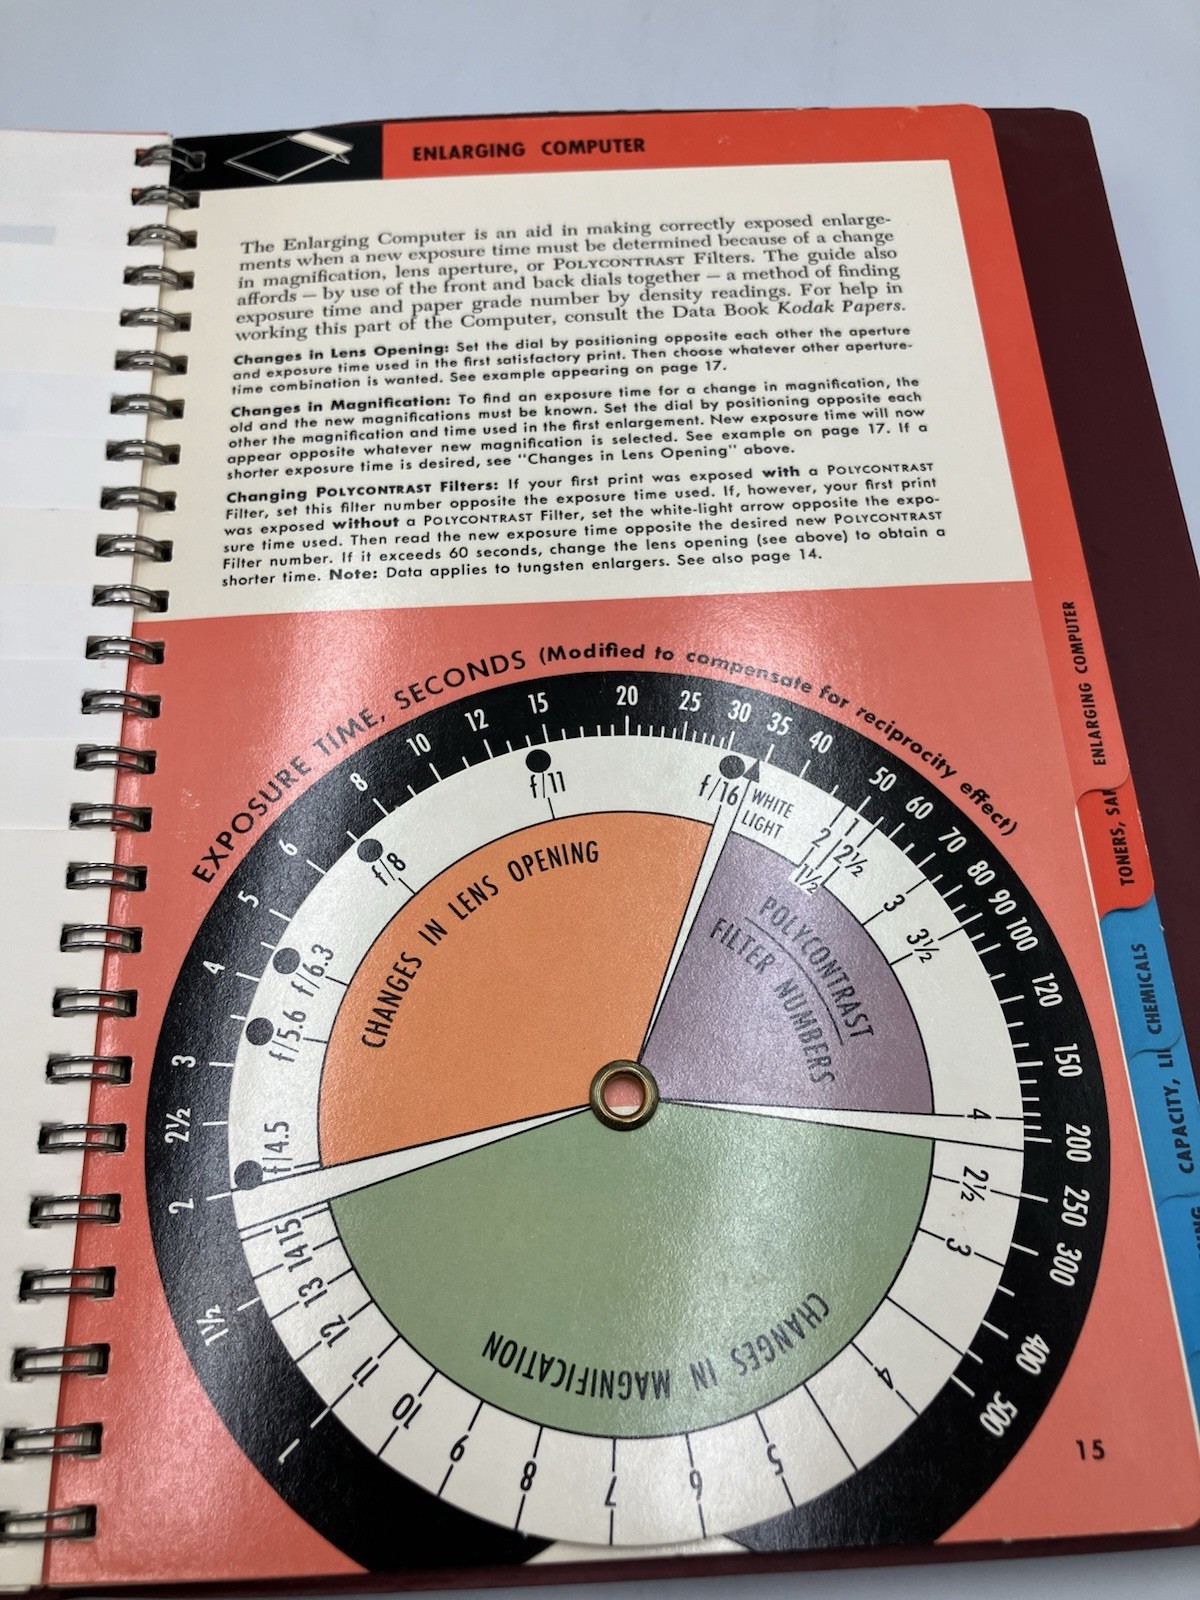 ENLARGING COMPUTER
The Enlarging Computer is an aid in making correctly exposed enlarge-
ments when a new exposure time must be determined because of a change
in magnification, lens aperture, or POLYCONTRAST Filters. The guide also
affords — by use of the front and back dials together — a method of finding
exposure time and paper grade number by density readings. For help in
working this part of the Computer, consult the Data Book Kodak Papers.
Changes in Lens Opening: Set the dial by positioning opposite each other the aperture
and exposure time used in the first satisfactory print. Then choose whatever other aperture-
time combination is wanted. See example appearing on page 17.
Changes in Magnification: To find an exposure time for a change in magnification, the
old and the new magnifications must be known. Set the dial by positioning opposite each
other the magnification and time used in the first enlargement. New exposure time will now
appear opposite whatever new magnification is selected. See example on page 17. If a
shorter exposure time is desired, see "Changes in Lens Opening" above.
Changing POLYCONTRAST Filters: If your first print was exposed with a POLYCONTRAST
Filter, set this filter number opposite the exposure time used. If, however, your first print
was exposed without a POLYCONTRAST Filter, set the white-light arrow opposite the expo-
sure time used. Then read the new exposure time opposite the desired new POLYCONTRAST
Filter number. If it exceeds 60 seconds, change the lens opening (see above) to obtain a
shorter time. Note: Data applies to tungsten enlargers. See also page 14.
EXPOSURE TIME, SECONDS (Modified to compensate for reciprocity effect)
1 1½ 2 2½ 3 4 5 6 8 10 12 15 20 25 30 35 40 50 60 70 80 90 100 120 150 200 250 300 400 500
f/4.5 f/5.6 f/6.3 f/8 f/11 f/16
WHITE
LIGHT
2 1 1½ 2½ 3 3½ 4
CHANGES IN LENS OPENING
POLYCONTRAST
FILTER NUMBERS
2½ 3 4 5 6 7 8 9 10 11 12 13 14 15
CHANGES IN MAGNIFICATION
15
ENLARGING COMPUTER
TONERS,
CHEMICALS
CAPACITY,